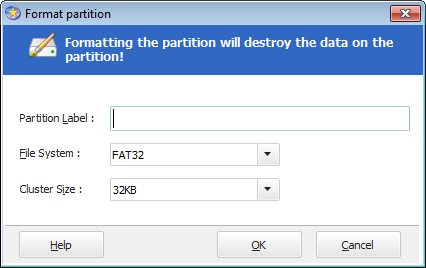 Format partition
Formatting the partition will destroy the data on the
partition!
Partition Label :
File System : FAT32
Cluster Size : 32KB
Help OK Cancel